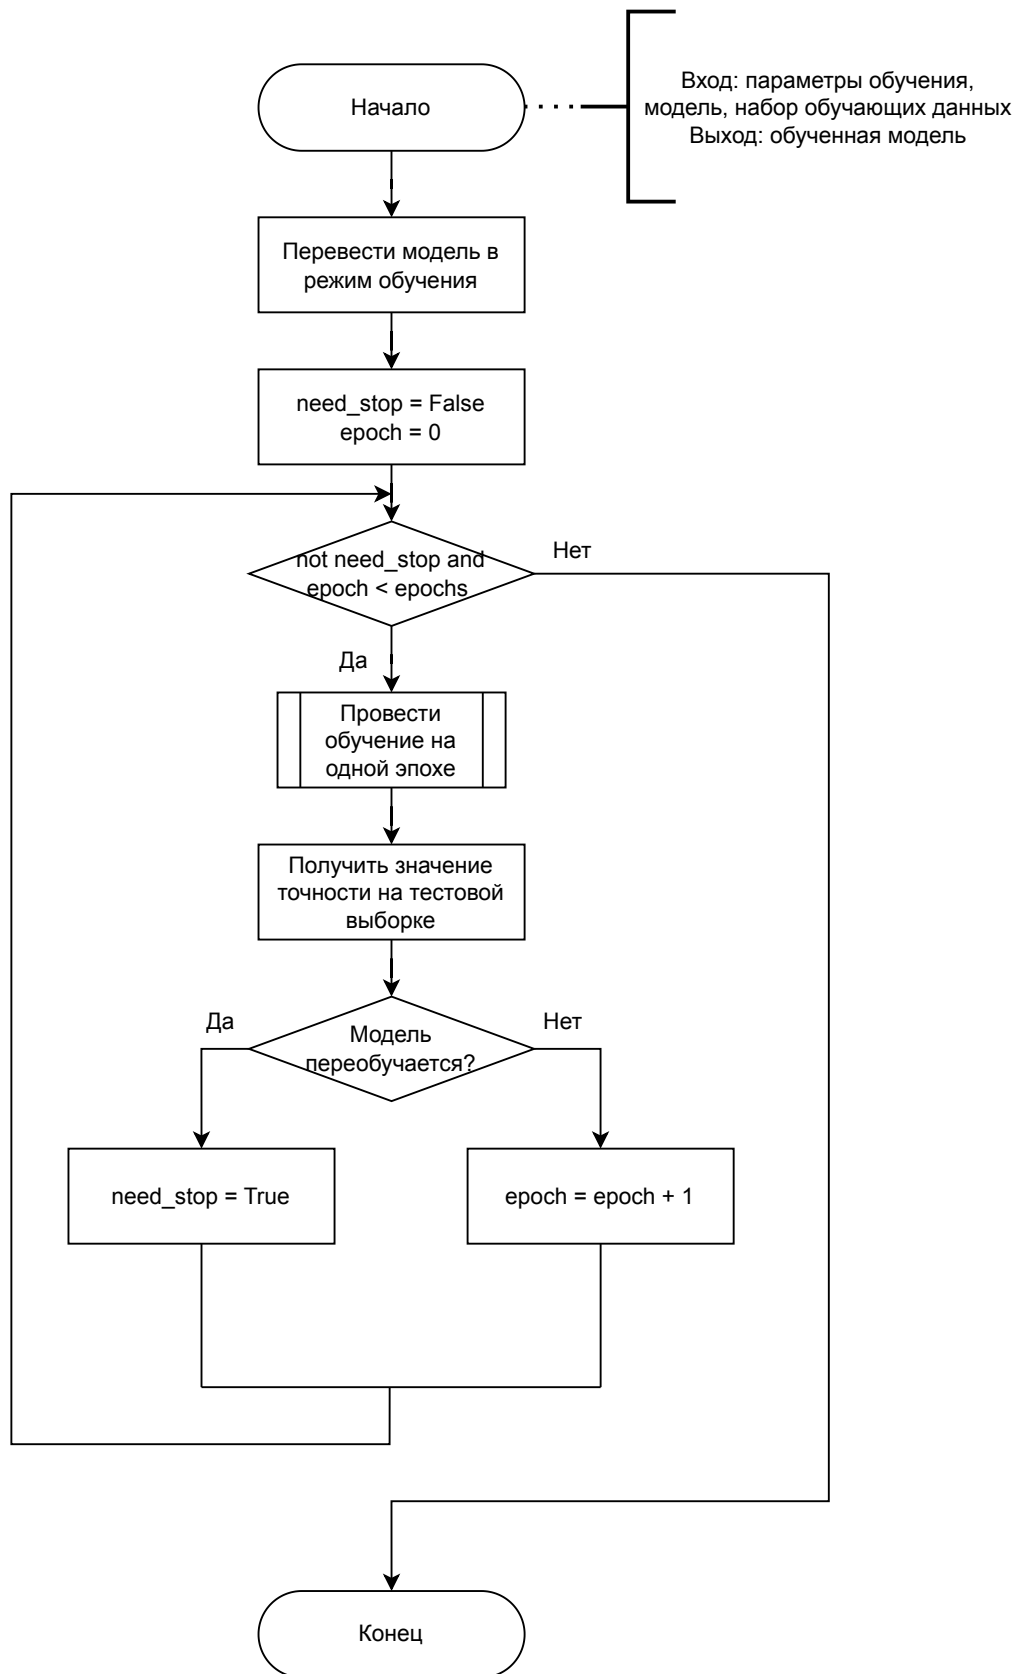 Начало
Вход: параметры обучения,
модель, набор обучающих данных
Выход: обученная модель
Перевести модель в
режим обучения
need_stop = False
epoch = 0
not need_stop and
epoch < epochs
Нет
Да
Провести
обучение на
одной эпохе
Получить значение
точности на тестовой
выборке
Да
Модель
переобучается?
Нет
need_stop = True
epoch = epoch + 1
Конец